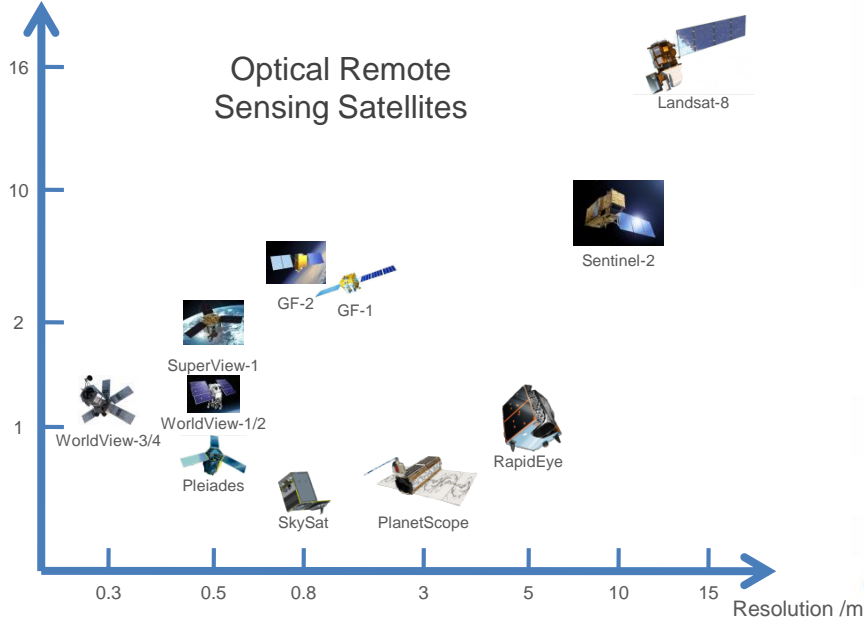 Optical Remote
Sensing Satellites
16
10
2
1
Landsat-8
Sentinel-2
GF-2
GF-1
SuperView-1
WorldView-1/2
WorldView-3/4
Pleiades
RapidEye
SkySat
PlanetScope
0.3
0.5
0.8
3
5
10
15
Resolution /m